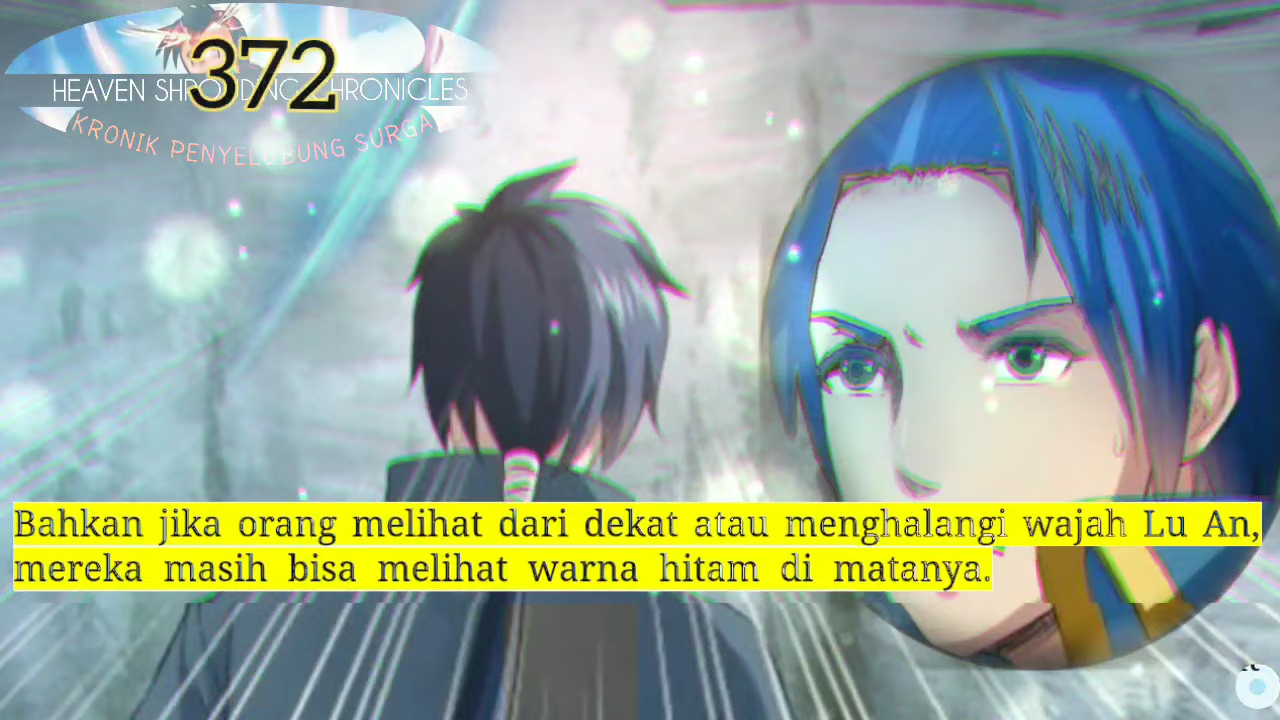 372
HEAVEN SHROUDING CHRONICLES
KRONIK PENYELUBUNG SURGA
Bahkan jika orang melihat dari dekat atau menghalangi wajah Lu An,
mereka masih bisa melihat warna hitam di matanya.